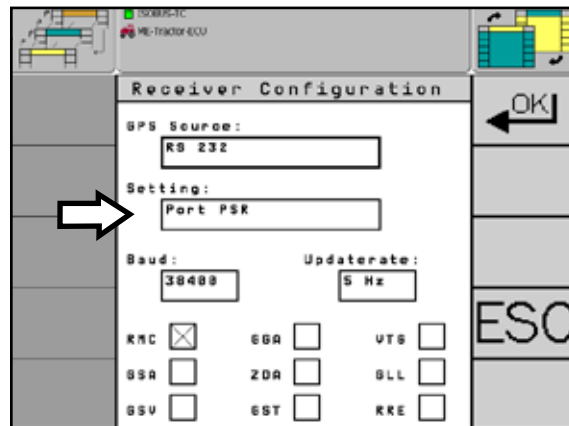 ISOBUS-TC
ME-Tractor-ECU
Receiver Configuration
OK
GPS Source:
RS 232
Setting:
Port PSR
Baud: Updaterate:
38400 5 Hz
ESC
RMC GGA VTG
GSA ZDA GLL
GSV GST RRE